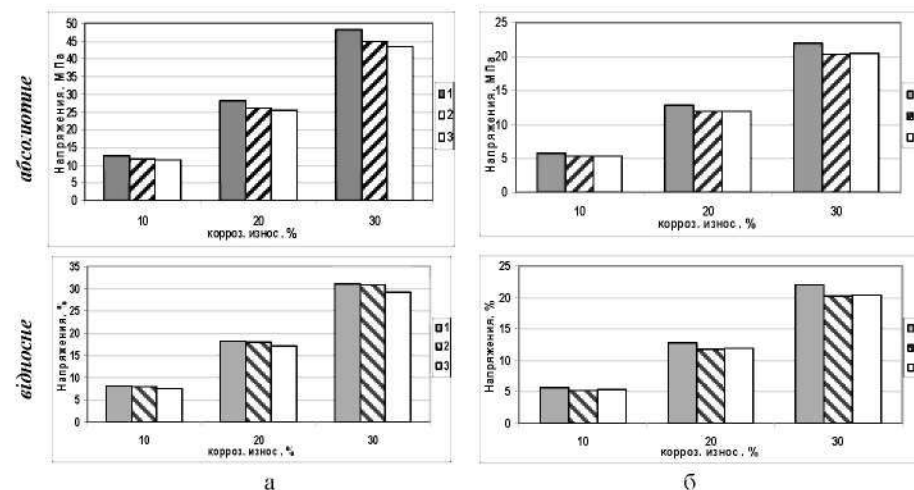 абсолютне
Напряжения, МПа
50
45
40
35
30
25
20
15
10
5
0
10 20 30
корроз. износ , %
1
2
3
Напряжения, МПа
25
20
15
10
5
0
10 20 30
корроз. износ , %
відносне
Напряжения, %
35
30
25
20
15
10
5
0
10 20 30
корроз. износ , %
1
2
3
Напряжения, %
25
20
15
10
5
0
10 20 30
корроз. износ , %
а б